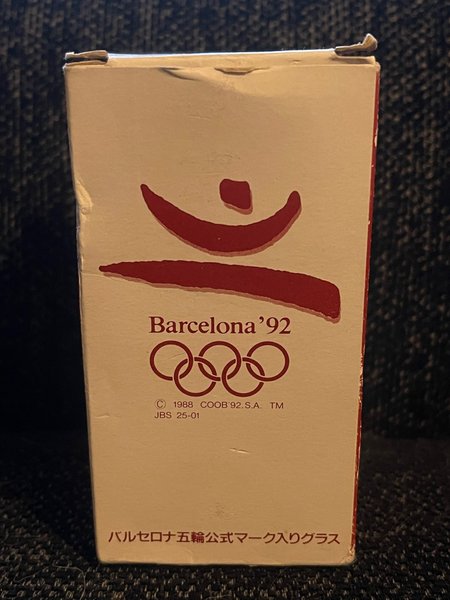 Barcelona '92
© 1988 COOB'92.S.A. TM
JBS 25-01
バルセロナ五輪公式マーク入りグラス